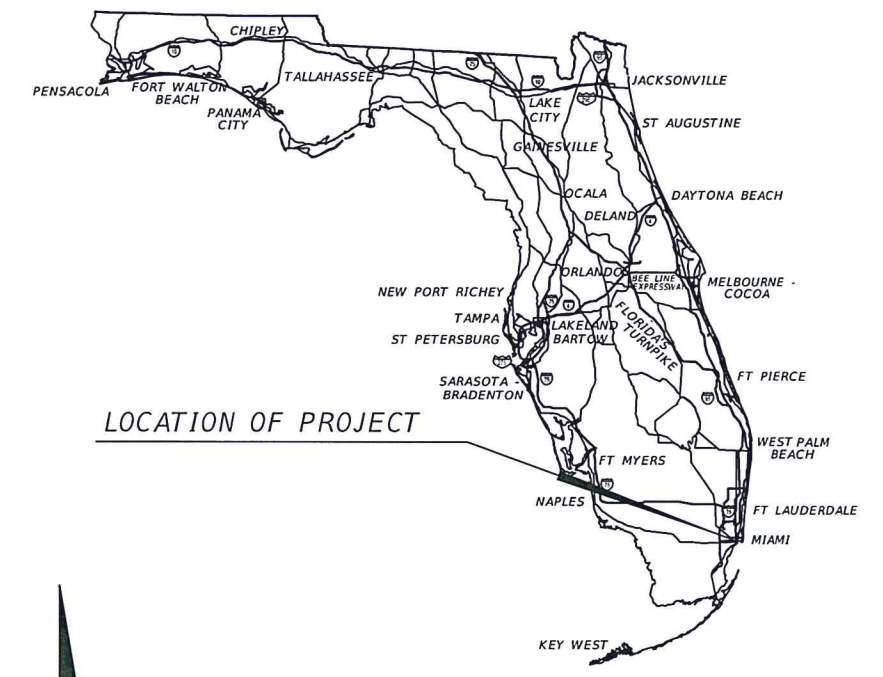 CHIPLEY
PENSACOLA
FORT WALTON
BEACH
PANAMA
CITY
TALLAHASSEE
LAKE
CITY
JACKSONVILLE
ST AUGUSTINE
GAINESVILLE
OCALA
DELAND
DAYTONA BEACH
ORLANDO
BEE LINE
EXPRESSWAY
MELBOURNE -
COCOA
NEW PORT RICHEY
TAMPA
ST PETERSBURG
LAKELAND
BARTOW
FLORIDA'S
TURNPIKE
SARASOTA -
BRADENTON
FT PIERCE
LOCATION OF PROJECT
WEST PALM
BEACH
FT MYERS
NAPLES
FT LAUDERDALE
MIAMI
KEY WEST